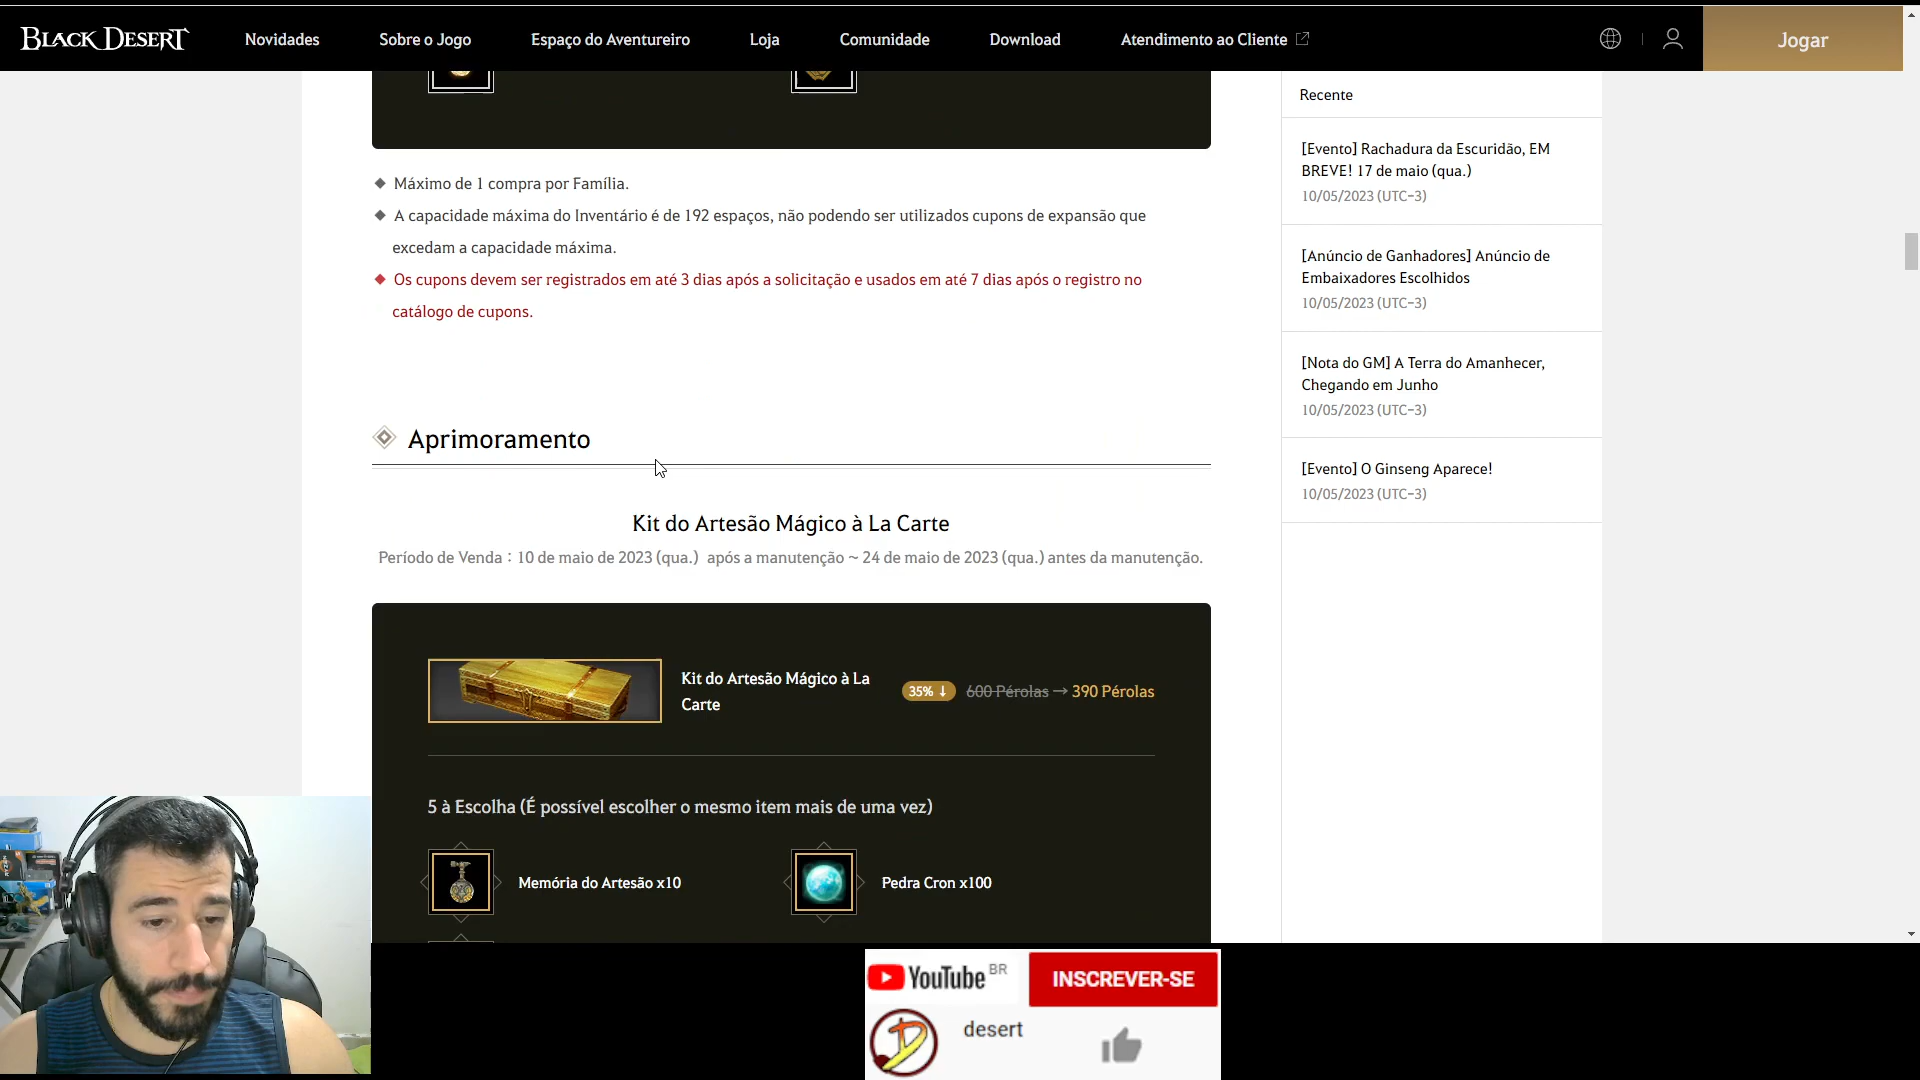 BLACK DESERT
Novidades
Sobre o Jogo
Espaço do Aventureiro
Loja
Comunidade
Download
Atendimento ao Cliente
Jogar
Máximo de 1 compra por Família.
A capacidade máxima do Inventário é de 192 espaços, não podendo ser utilizados cupons de expansão que
excedam a capacidade máxima.
Os cupons devem ser registrados em até 3 dias após a solicitação e usados em até 7 dias após o registro no
catálogo de cupons.
Aprimoramento
Kit do Artesão Mágico à La Carte
Período de Venda : 10 de maio de 2023 (qua.) após a manutenção ~ 24 de maio de 2023 (qua.) antes da manutenção.
Kit do Artesão Mágico à La
Carte
35% ↓ 600 Pérolas → 390 Pérolas
5 à Escolha (É possível escolher o mesmo item mais de uma vez)
Memória do Artesão x10
Pedra Cron x100
Recente
[Evento] Rachadura da Escuridão, EM
BREVE! 17 de maio (qua.)
10/05/2023 (UTC-3)
[Anúncio de Ganhadores] Anúncio de
Embaixadores Escolhidos
10/05/2023 (UTC-3)
[Nota do GM] A Terra do Amanhecer,
Chegando em Junho
10/05/2023 (UTC-3)
[Evento] O Ginseng Aparece!
10/05/2023 (UTC-3)
YouTube BR
INSCREVER-SE
desert